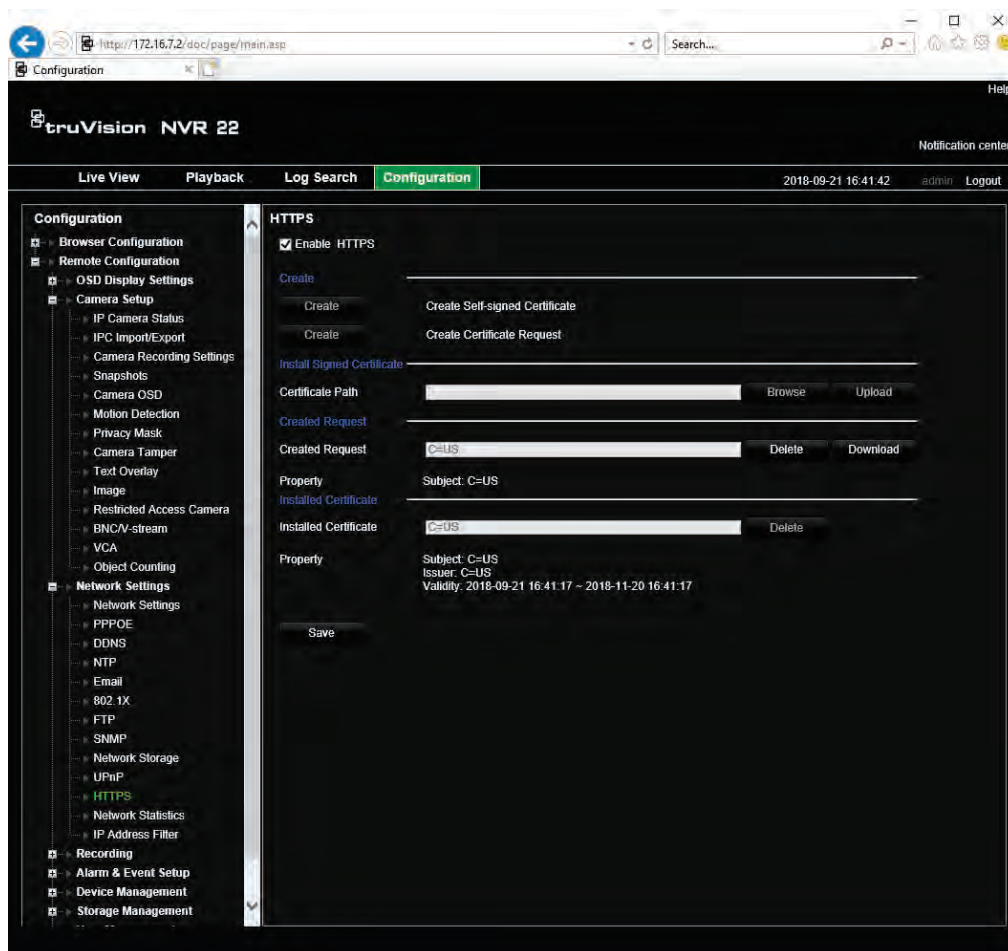 http://172.16.7.2/doc/page/main.asp
Search...
Configuration
Help
truVision NVR 22
Notification center
Live View Playback Log Search Configuration 2018-09-21 16:41:42 admin Logout
Configuration
Browser Configuration
Remote Configuration
OSD Display Settings
Camera Setup
IP Camera Status
IPC Import/Export
Camera Recording Settings
Snapshots
Camera OSD
Motion Detection
Privacy Mask
Camera Tamper
Text Overlay
Image
Restricted Access Camera
BNC/V-stream
VCA
Object Counting
Network Settings
Network Settings
PPPOE
DDNS
NTP
Email
802.1X
FTP
SNMP
Network Storage
UPnP
HTTPS
Network Statistics
IP Address Filter
Recording
Alarm & Event Setup
Device Management
Storage Management
HTTPS
Enable HTTPS
Create
Create Create Self-signed Certificate
Create Create Certificate Request
Install Signed Certificate
Certificate Path Browse Upload
Created Request
Created Request C=US Delete Download
Property Subject: C=US
Installed Certificate
Installed Certificate C=US Delete
Property Subject: C=US
Issuer: C=US
Validity: 2018-09-21 16:41:17 ~ 2018-11-20 16:41:17
Save